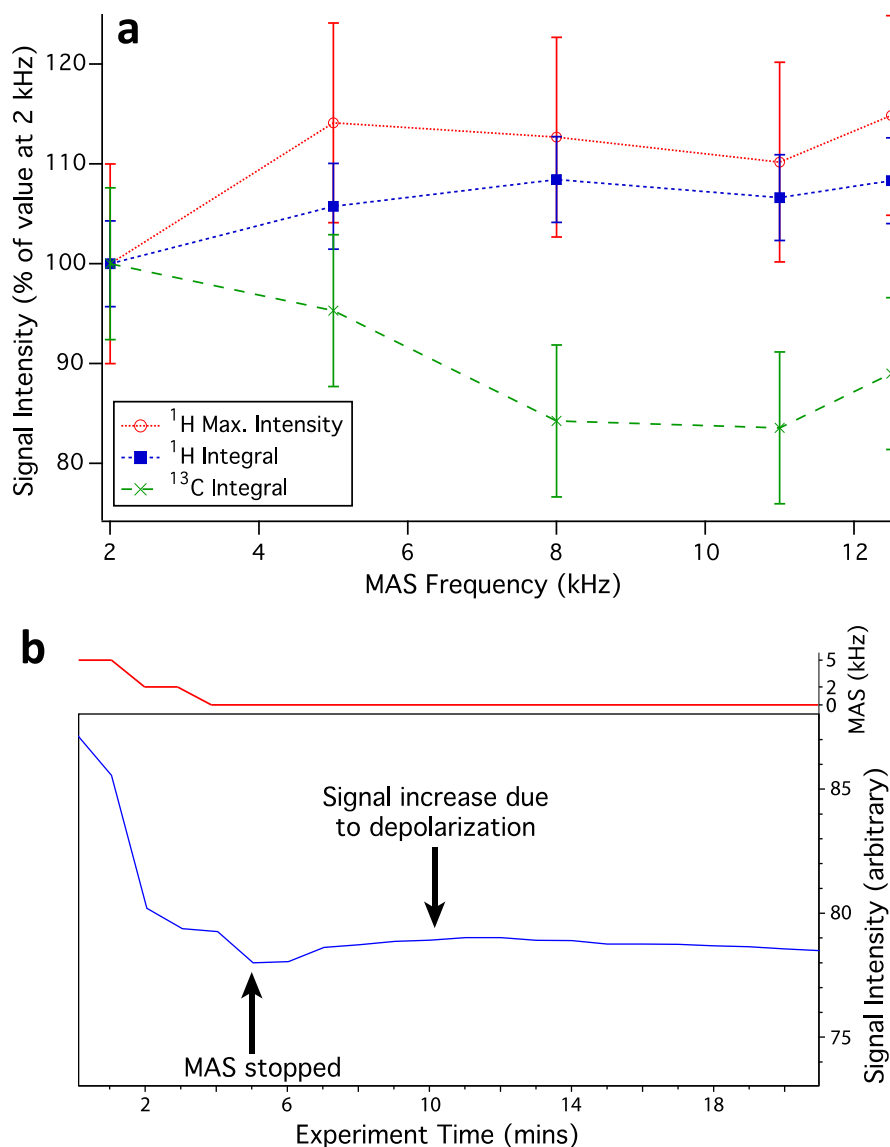 a
120
110
100
90
80
Signal Intensity (% of value at 2 kHz)
¹H Max. Intensity
¹H Integral
¹³C Integral
2 4 6 8 10 12
MAS Frequency (kHz)
b
5
2
0
MAS (kHz)
85
80
75
Signal Intensity (arbitrary)
Signal increase due
to depolarization
MAS stopped
2 6 10 14 18
Experiment Time (mins)